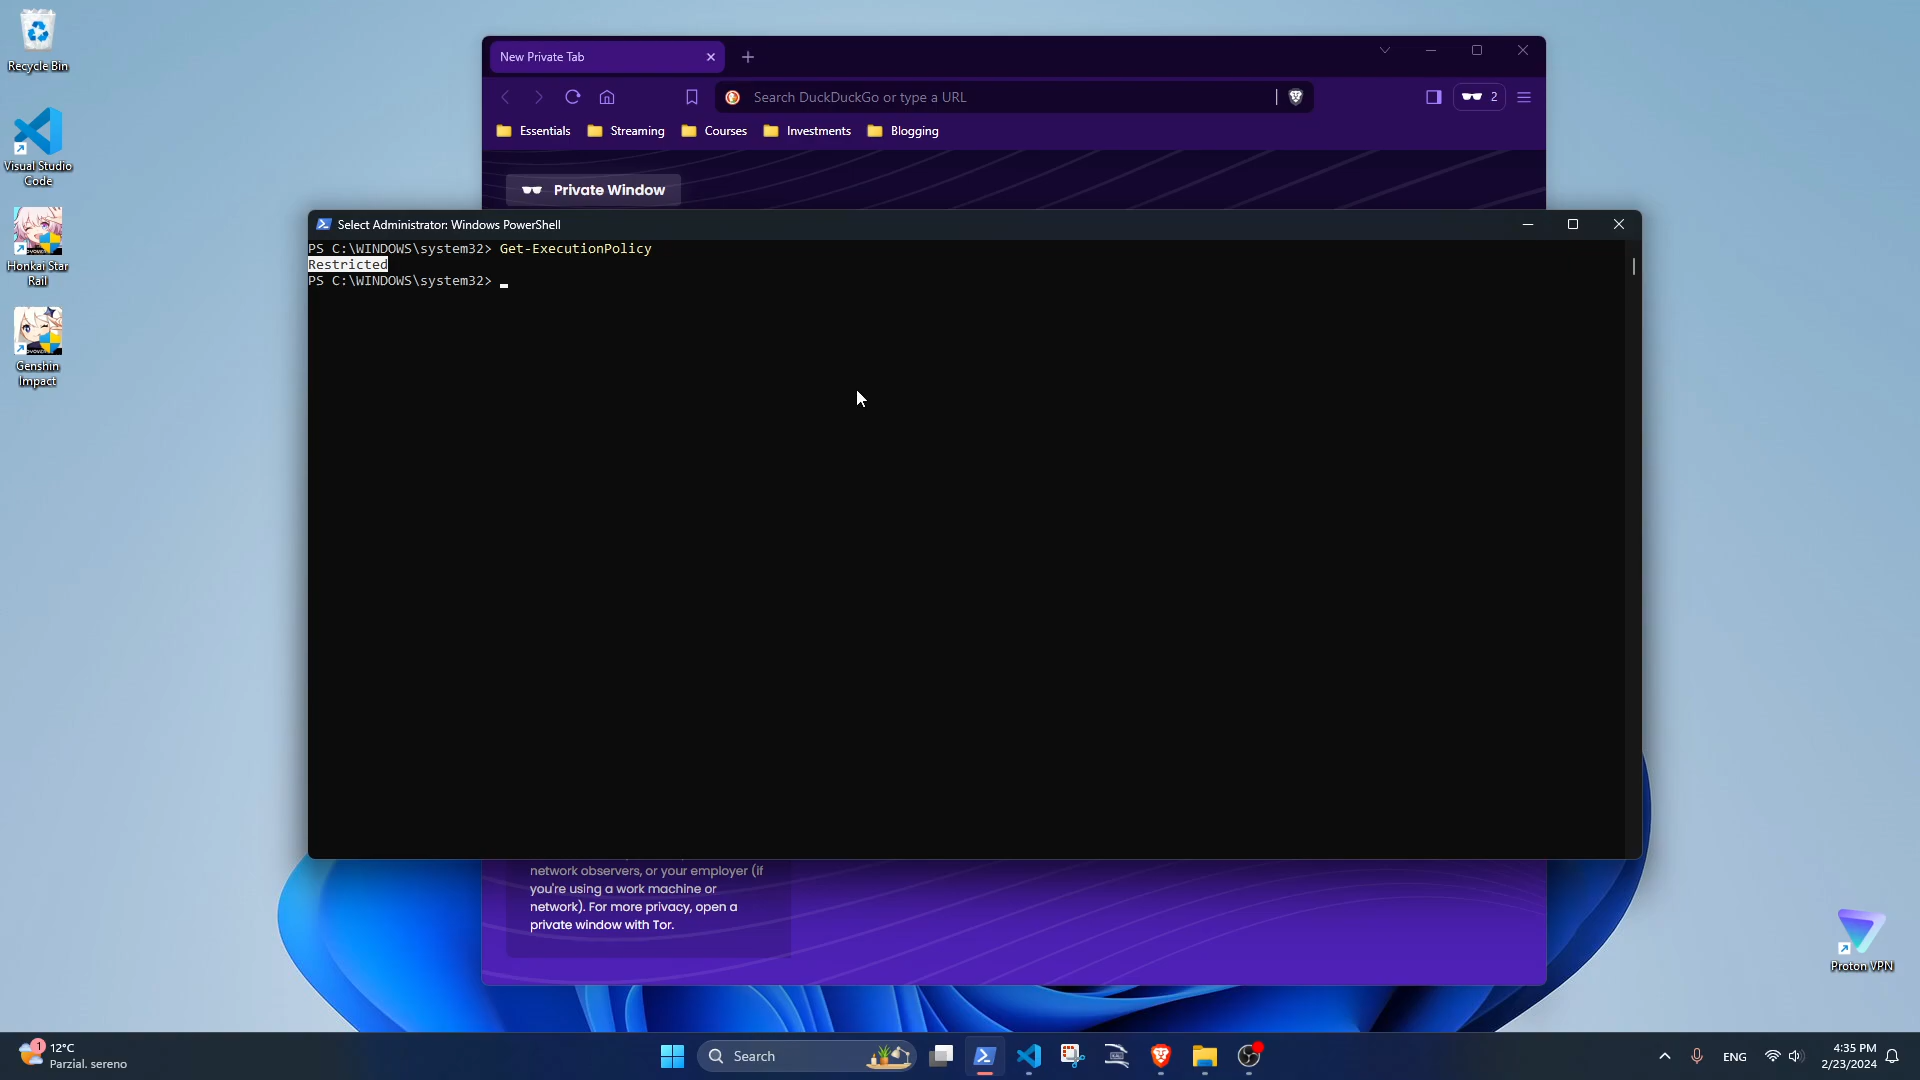 Recycle Bin
Visual Studio
Code
Honkai Star
Rail
Genshin
Impact
New Private Tab
Search DuckDuckGo or type a URL
2
Essentials
Streaming
Courses
Investments
Blogging
Private Window
Select Administrator: Windows PowerShell
PS C:\WINDOWS\system32> Get-ExecutionPolicy
Restricted
PS C:\WINDOWS\system32>
network observers, or your employer (if
you're using a work machine or
network). For more privacy, open a
private window with Tor.
Proton VPN
1
12°C
Parzial. sereno
Search
ENG
4:35 PM
2/23/2024